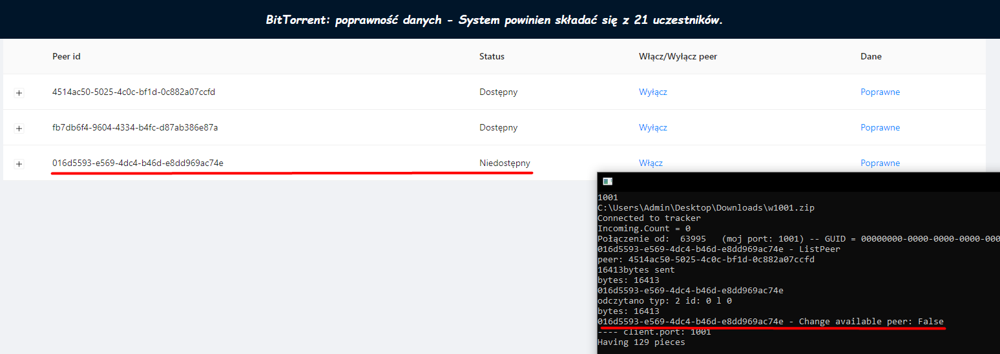 BitTorrent: poprawność danych - System powinien składać się z 21 uczestników.
Peer id Status Włącz/Wyłącz peer Dane
4514ac50-5025-4c0c-bf1d-0c882a07ccfd Dostępny Wyłącz Poprawne
fb7db6f4-9604-4334-b4fc-d87ab386e87a Dostępny Wyłącz Poprawne
016d5593-e569-4dc4-b46d-e8dd969ac74e Niedostępny Włącz Poprawne
1001
C:\Users\Admin\Desktop\Downloads\w1001.zip
Connected to tracker
Incoming.Count = 0
Połączenie od:  63995   (moj port: 1001) -- GUID = 00000000-0000-0000-0000-000
016d5593-e569-4dc4-b46d-e8dd969ac74e - ListPeer
peer: 4514ac50-5025-4c0c-bf1d-0c882a07ccfd
16413bytes sent
bytes: 16413
016d5593-e569-4dc4-b46d-e8dd969ac74e
odczytano typ: 2 id: 0 l 0
bytes: 16413
016d5593-e569-4dc4-b46d-e8dd969ac74e - Change available peer: False
---- client.port: 1001
Having 129 pieces